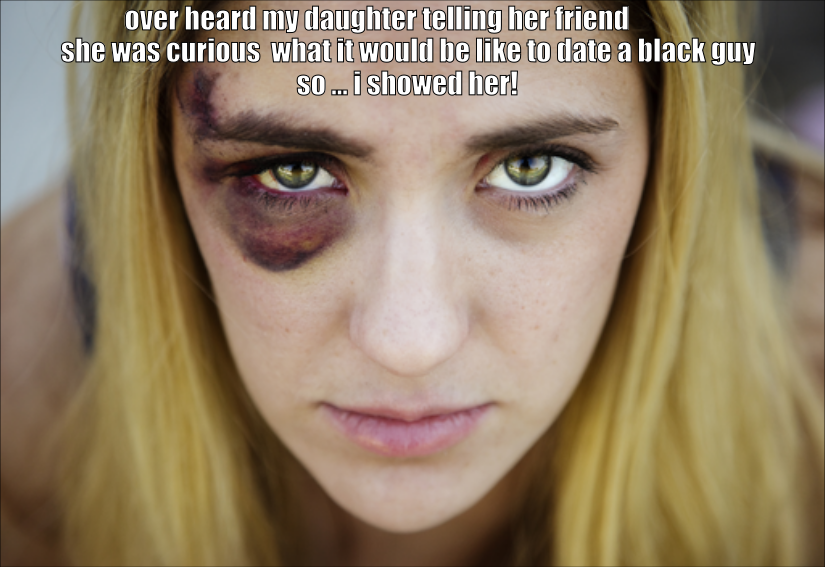 over heard my daughter telling her friend
she was curious what it would be like to date a black guy
so ... i showed her!